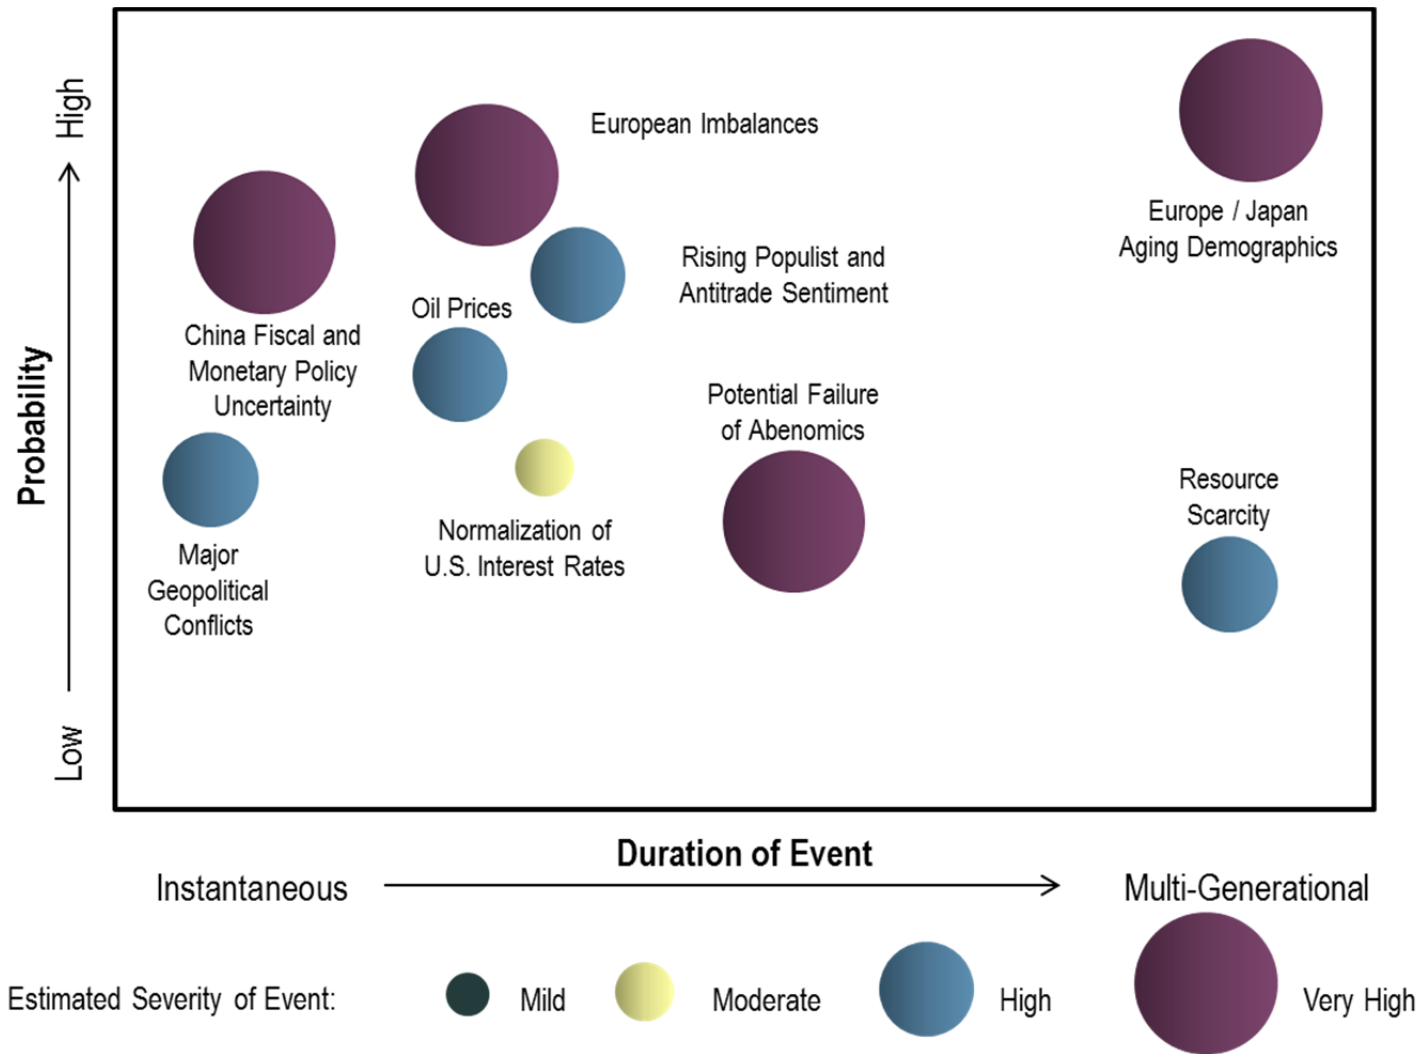 High
Probability
Low
European Imbalances
Europe / Japan
Aging Demographics
Rising Populist and
Antitrade Sentiment
Oil Prices
China Fiscal and
Monetary Policy
Uncertainty
Potential Failure
of Abenomics
Resource
Scarcity
Normalization of
U.S. Interest Rates
Major
Geopolitical
Conflicts
Duration of Event
Instantaneous
Multi-Generational
Estimated Severity of Event:
Mild
Moderate
High
Very High